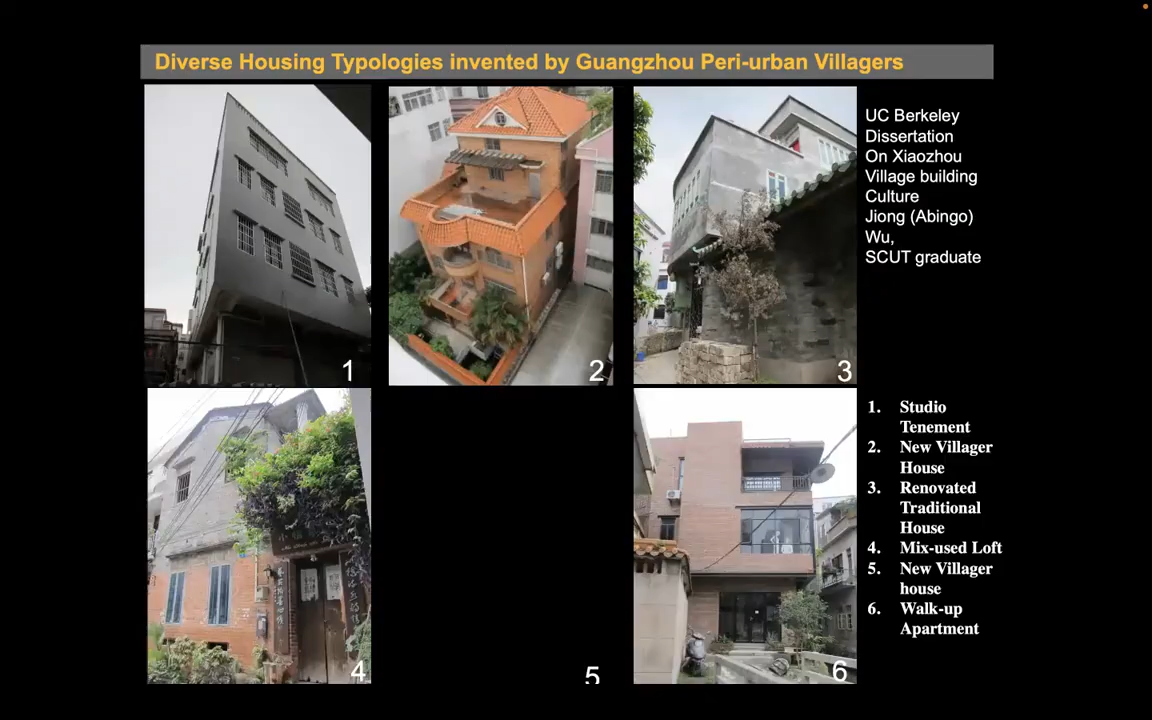 Diverse Housing Typologies invented by Guangzhou Peri-urban Villagers
UC Berkeley
Dissertation
On Xiaozhou
Village building
Culture
Jiong (Abingo)
Wu,
SCUT graduate
1
2
3
4
5
6
1. Studio
Tenement
2. New Villager
House
3. Renovated
Traditional
House
4. Mix-used Loft
5. New Villager
house
6. Walk-up
Apartment